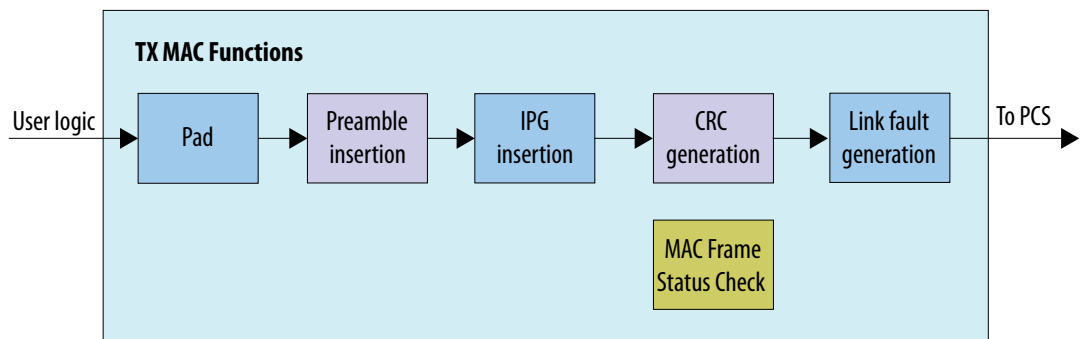 TX MAC Functions
User logic
Pad
Preamble
insertion
IPG
insertion
CRC
generation
Link fault
generation
To PCS
MAC Frame
Status Check